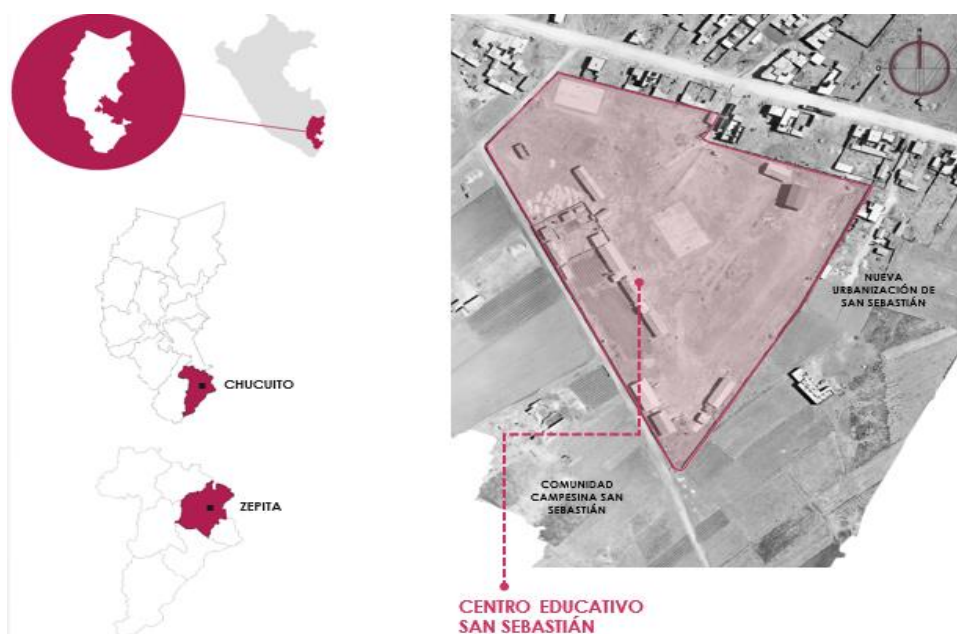 CHUCUITO
ZEPITA
NUEVA
URBANIZACIÓN DE
SAN SEBASTIÁN
COMUNIDAD
CAMPESINA SAN
SEBASTIÁN
CENTRO EDUCATIVO
SAN SEBASTIÁN